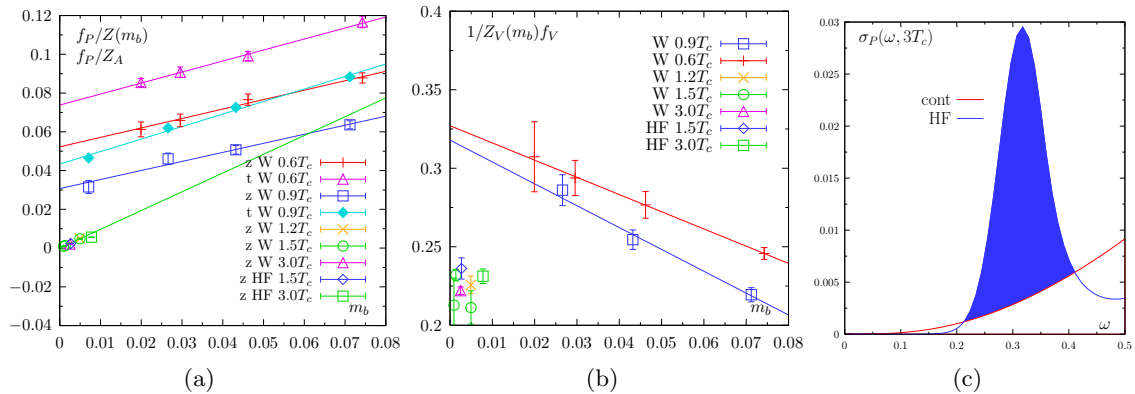 0.12
0.1
0.08
0.06
0.04
0.02
0
−0.02
−0.04
f_P/Z(m_b)
f_P/Z_A
z W 0.6T_c
t W 0.6T_c
z W 0.9T_c
t W 0.9T_c
z W 1.2T_c
z W 1.5T_c
z W 3.0T_c
z HF 1.5T_c
z HF 3.0T_c
m_b
0 0.01 0.02 0.03 0.04 0.05 0.06 0.07 0.08
(a)
0.4
0.35
0.3
0.25
0.2
1/Z_V(m_b)f_V
W 0.9T_c
W 0.6T_c
W 1.2T_c
W 1.5T_c
W 3.0T_c
HF 1.5T_c
HF 3.0T_c
m_b
0 0.01 0.02 0.03 0.04 0.05 0.06 0.07 0.08
(b)
0.03
0.025
0.02
0.015
0.01
0.005
0
σ_P(ω, 3T_c)
cont
HF
ω
0 0.1 0.2 0.3 0.4 0.5
(c)